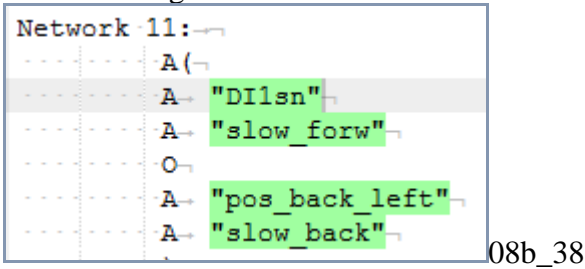 Network 11:
A(
A "DI1sn"
A "slow_forw"
O
A "pos_back_left"
A "slow_back"
08b_38